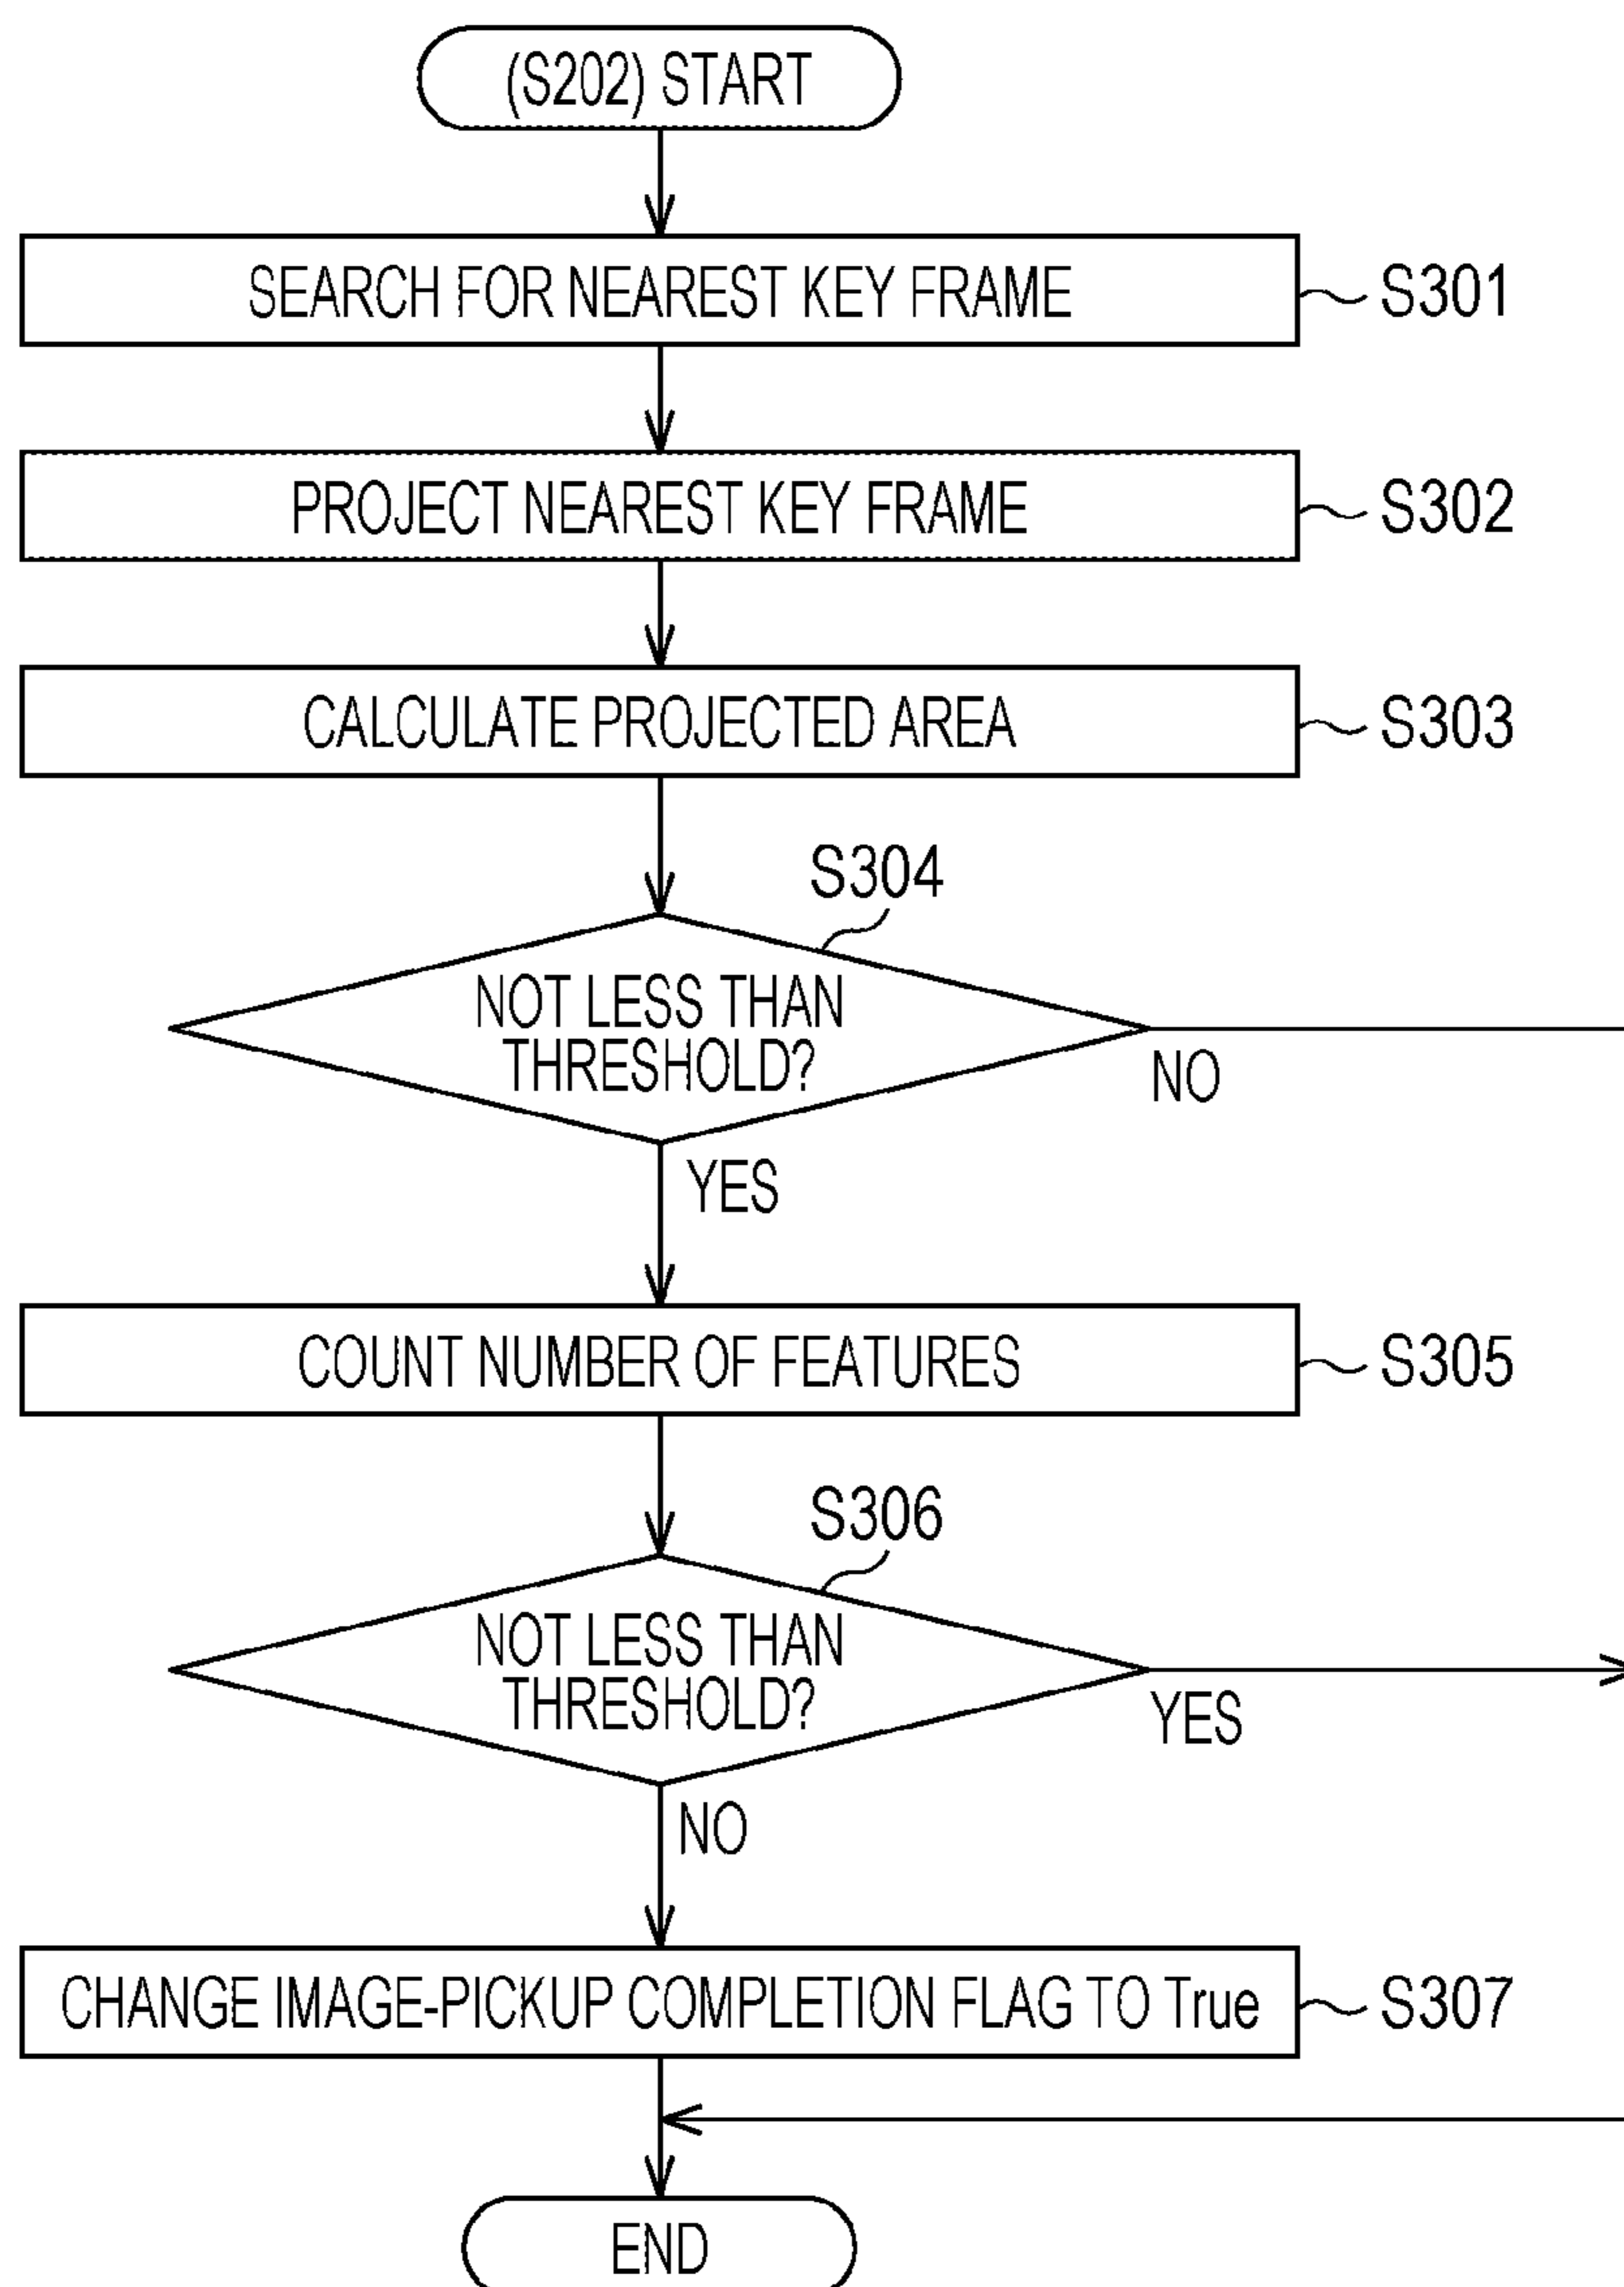 (S202) START
SEARCH FOR NEAREST KEY FRAME
S301
PROJECT NEAREST KEY FRAME
S302
CALCULATE PROJECTED AREA
S303
S304
NOT LESS THAN
THRESHOLD?
NO
YES
COUNT NUMBER OF FEATURES
S305
S306
NOT LESS THAN
THRESHOLD?
YES
NO
CHANGE IMAGE-PICKUP COMPLETION FLAG TO True
S307
END